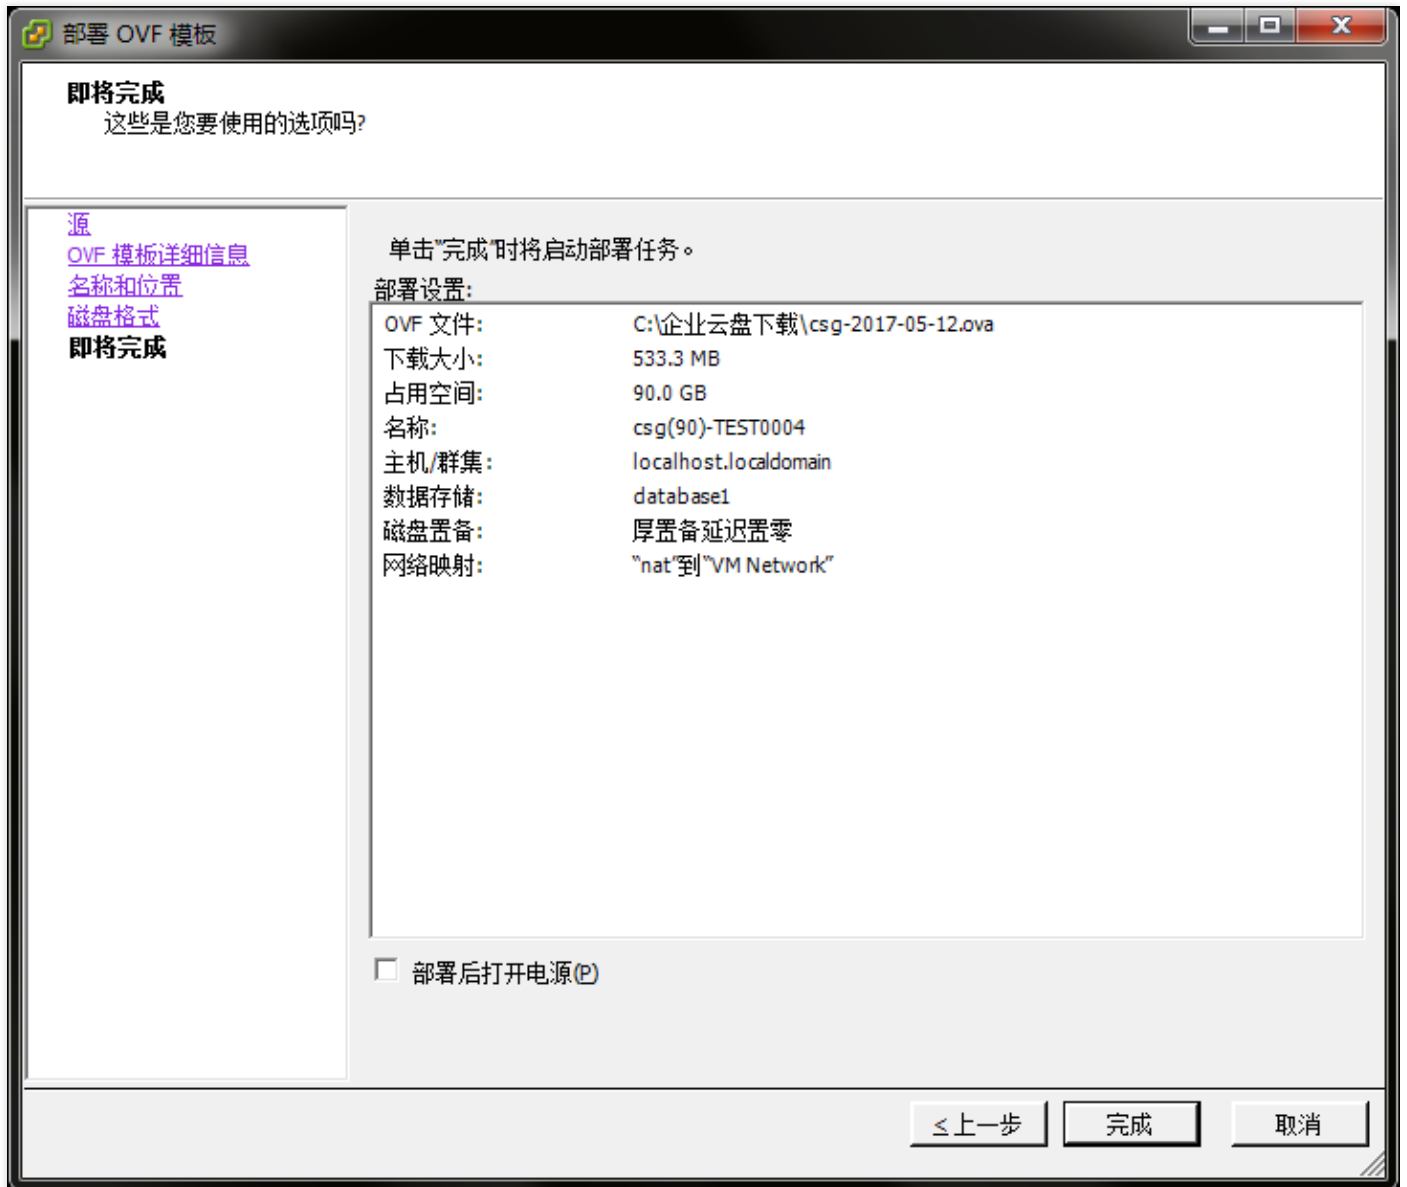 部署 OVF 模板
即将完成
这些是您要使用的选项吗?
源
OVF 模板详细信息
名称和位置
磁盘格式
即将完成
单击"完成"时将启动部署任务。
部署设置:
OVF 文件: C:\企业云盘下载\csg-2017-05-12.ova
下载大小: 533.3 MB
占用空间: 90.0 GB
名称: csg(90)-TEST0004
主机/群集: localhost.localdomain
数据存储: database1
磁盘置备: 厚置备延迟置零
网络映射: "nat"到"VM Network"
部署后打开电源(P)
≤上一步 完成 取消